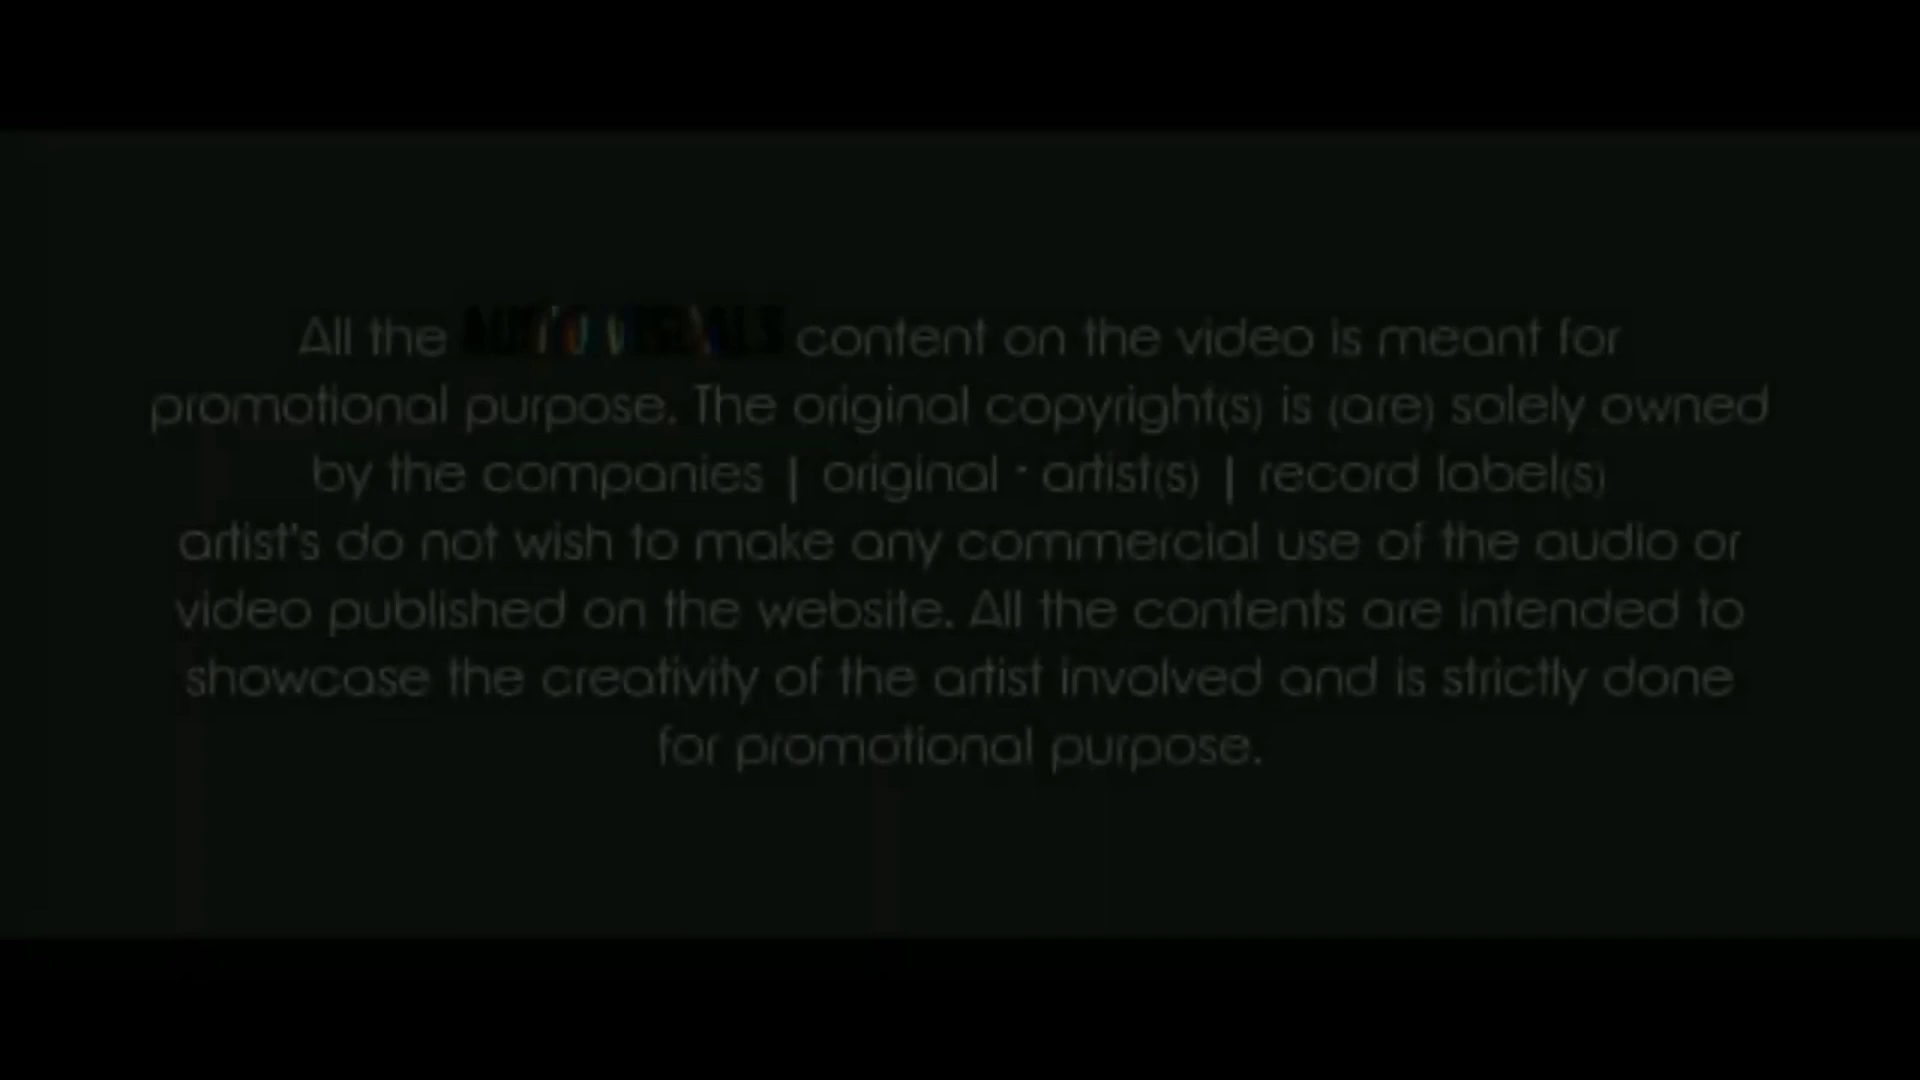 All the AUDIO VISUALS content on the video is meant for
promotional purpose. The original copyright(s) is (are) solely owned
by the companies | original - artist(s) | record label(s)
artist's do not wish to make any commercial use of the audio or
video published on the website. All the contents are intended to
showcase the creativity of the artist involved and is strictly done
for promotional purpose.